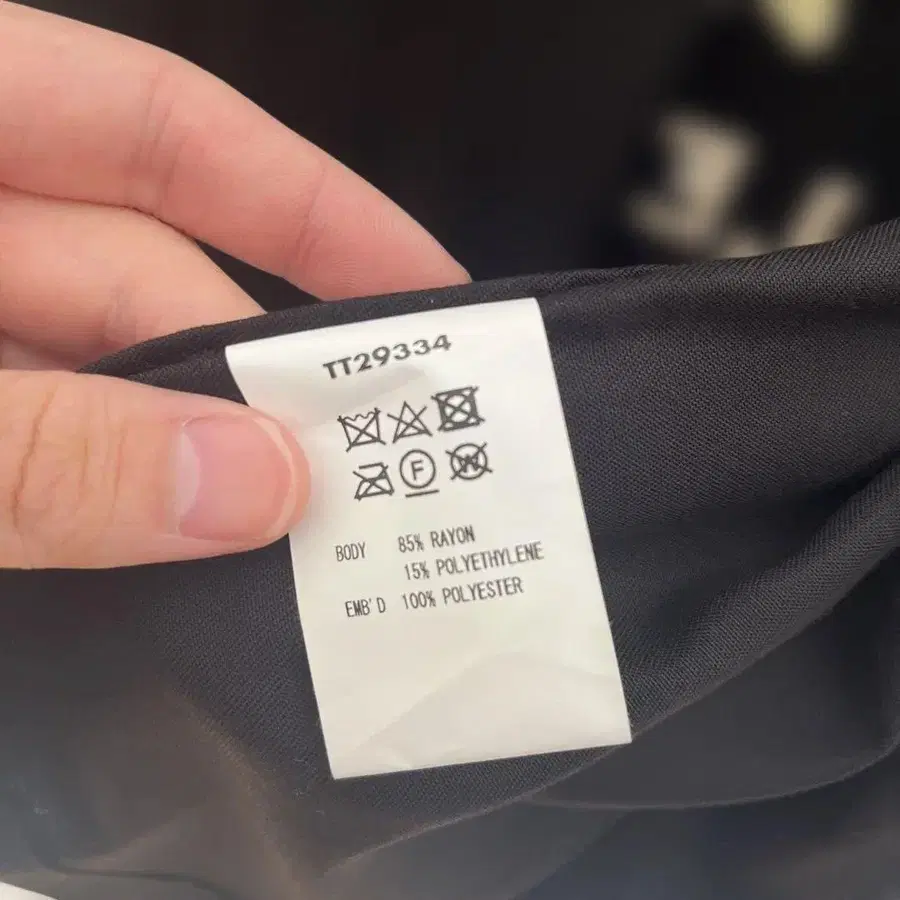 TT29334
F W
BODY 85% RAYON
15% POLYETHYLENE
EMB'D 100% POLYESTER